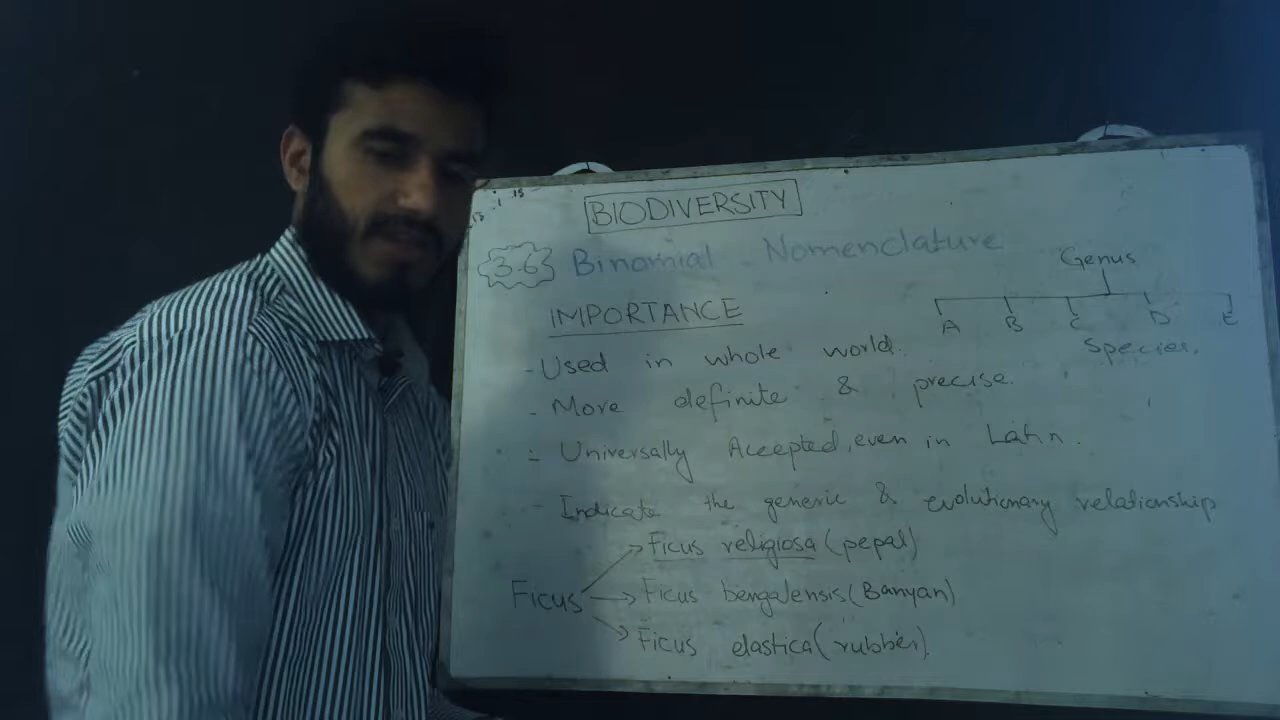 BIODIVERSITY
3.6 Binomial Nomenclature
Genus
A B C D E
Species.
IMPORTANCE
- Used in whole world.
- More definite & precise.
- Universally Accepted, even in Latin.
- Indicate the generic & evolutionary relationship
Ficus religiosa (pepal)
Ficus
Ficus bengalensis (Banyan)
Ficus elastica (rubber)